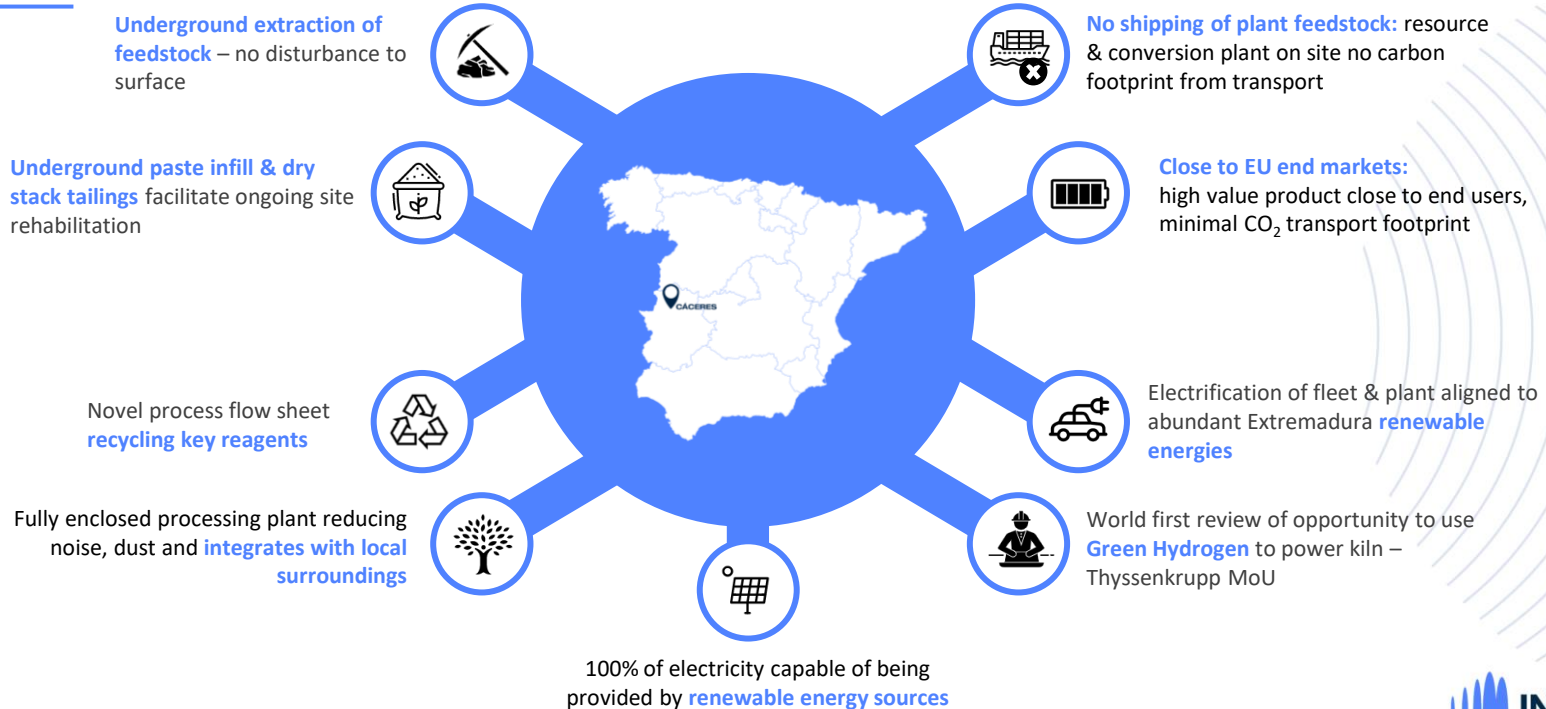 Underground extraction of
feedstock – no disturbance to
surface
No shipping of plant feedstock: resource
& conversion plant on site no carbon
footprint from transport
Underground paste infill & dry
stack tailings facilitate ongoing site
rehabilitation
Close to EU end markets:
high value product close to end users,
minimal CO₂ transport footprint
CÁCERES
Novel process flow sheet
recycling key reagents
Electrification of fleet & plant aligned to
abundant Extremadura renewable
energies
Fully enclosed processing plant reducing
noise, dust and integrates with local
surroundings
World first review of opportunity to use
Green Hydrogen to power kiln –
Thyssenkrupp MoU
100% of electricity capable of being
provided by renewable energy sources